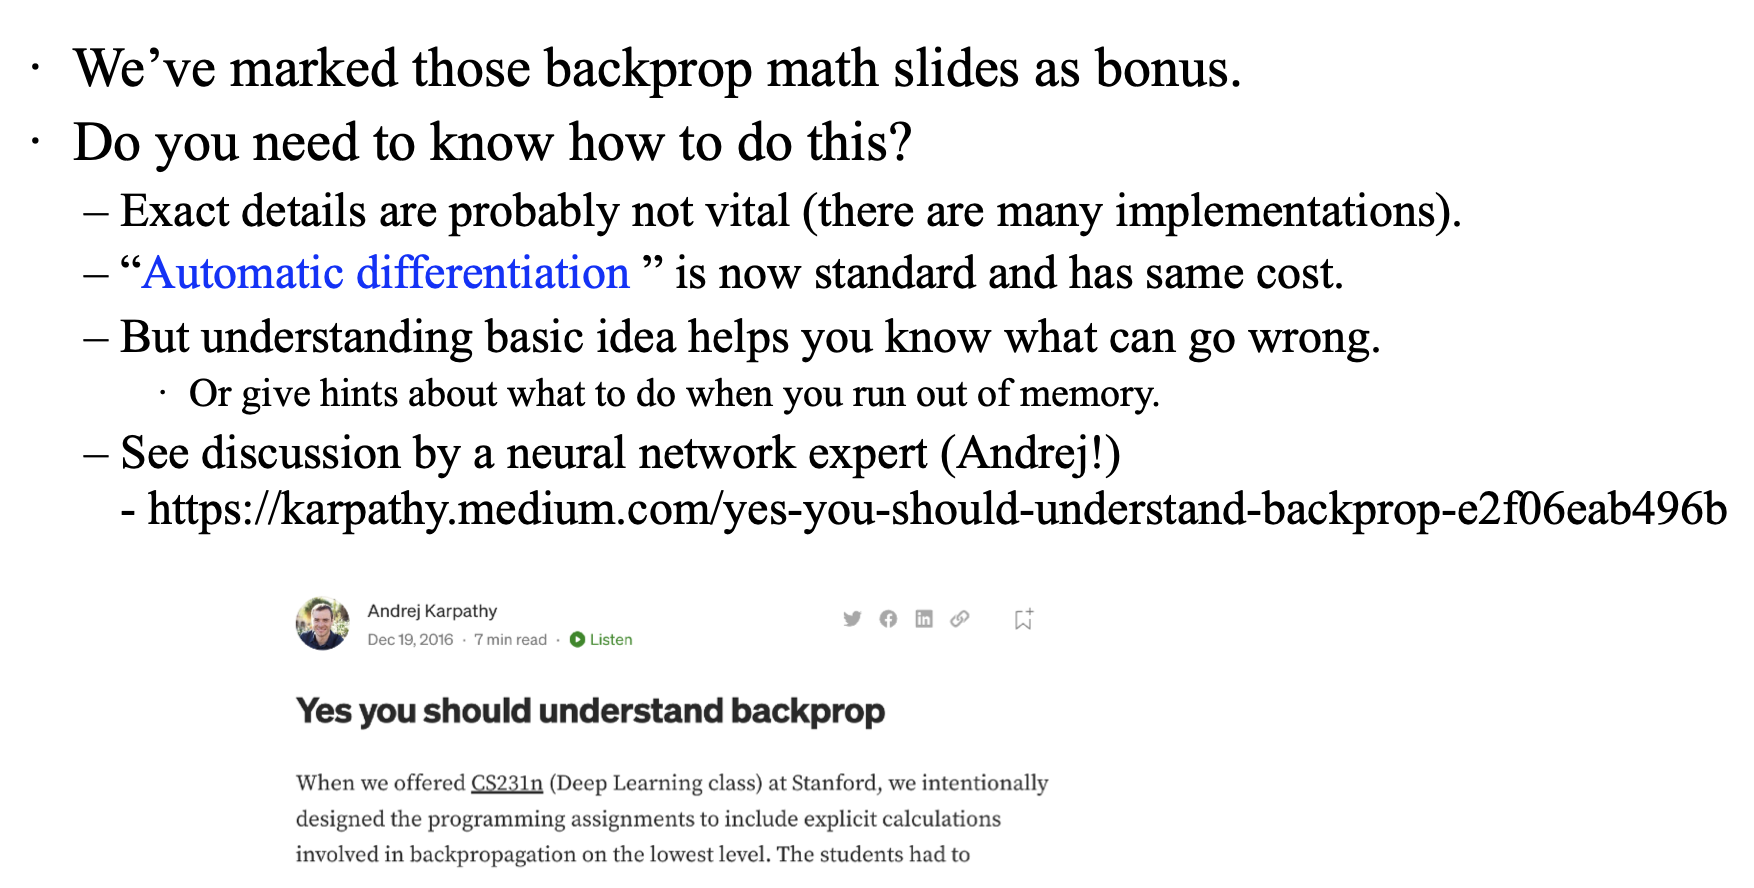 · We’ve marked those backprop math slides as bonus.
· Do you need to know how to do this?
– Exact details are probably not vital (there are many implementations).
– “Automatic differentiation ” is now standard and has same cost.
– But understanding basic idea helps you know what can go wrong.
· Or give hints about what to do when you run out of memory.
– See discussion by a neural network expert (Andrej!)
- https://karpathy.medium.com/yes-you-should-understand-backprop-e2f06eab496b
Andrej Karpathy
Dec 19, 2016 · 7 min read · Listen
Yes you should understand backprop
When we offered CS231n (Deep Learning class) at Stanford, we intentionally
designed the programming assignments to include explicit calculations
involved in backpropagation on the lowest level. The students had to